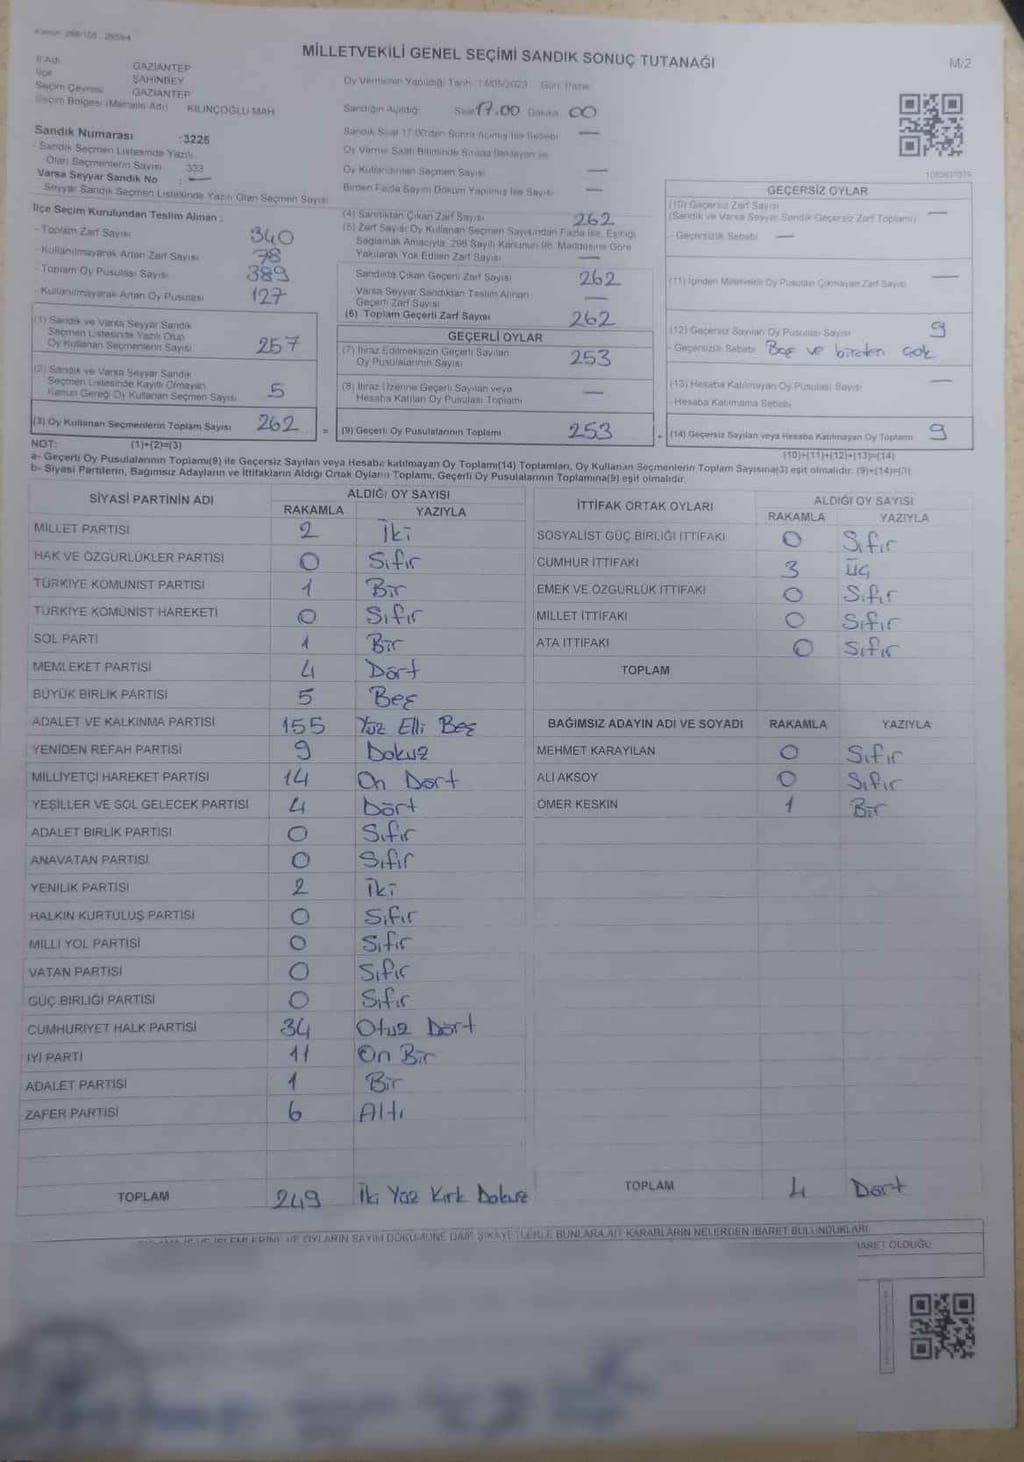 MİLLETVEKİLİ GENEL SEÇİMİ SANDIK SONUÇ TUTANAĞI
M/2
İl Adı GAZİANTEP
İlçe ŞAHİNBEY
Seçim Çevresi GAZİANTEP
Seçim Bölgesi (Mahalle Adı) KILINÇOĞLU MAH
Oy Vermenin Yapıldığı Tarih: 14/05/2023 Gün: Pazar
Sandığın Açıldığı Saat 17.00 Dakika 00
Sandık Saat 17.00'den Sonra Açılmış İse Sebebi —
Oy Verme Saati Bitiminde Sırada Bekleyen ve
Oy Kullandırılan Seçmen Sayısı —
Birden Fazla Sayım Döküm Yapılmış İse Sayısı —
Sandık Numarası :3225
- Sandık Seçmen Listesinde Yazılı
Olan Seçmenlerin Sayısı 333
Varsa Seyyar Sandık No : —
Seyyar Sandık Seçmen Listesinde Yazılı Olan Seçmen Sayısı
İlçe Seçim Kurulundan Teslim Alınan :
- Toplam Zarf Sayısı 340
- Kullanılmayarak Artan Zarf Sayısı 78
- Toplam Oy Pusulası Sayısı 389
- Kullanılmayarak Artan Oy Pusulası 127
(1) Sandık ve Varsa Seyyar Sandık
Seçmen Listesinde Yazılı Olup
Oy Kullanan Seçmenlerin Sayısı 257
(2) Sandık ve Varsa Seyyar Sandık
Seçmen Listesinde Kayıtlı Olmayan
Kanun Gereği Oy Kullanan Seçmen Sayısı 5
(3) Oy Kullanan Seçmenlerin Toplam Sayısı 262
(4) Sandıktan Çıkan Zarf Sayısı 262
(5) Zarf Sayısı Oy Kullanan Seçmen Sayısından Fazla İse, Eşitliği
Sağlamak Amacıyla, 298 Sayılı Kanunun 98. Maddesine Göre
Yakılarak Yok Edilen Zarf Sayısı —
Sandıkta Çıkan Geçerli Zarf Sayısı 262
Varsa Seyyar Sandıktan Teslim Alınan
Geçerli Zarf Sayısı —
(6) Toplam Geçerli Zarf Sayısı 262
GEÇERLİ OYLAR
(7) İtiraz Edilmeksizin Geçerli Sayılan
Oy Pusulalarının Sayısı 253
(8) İtiraz Üzerine Geçerli Sayılan veya
Hesaba Katılan Oy Pusulası Toplamı —
= (9) Geçerli Oy Pusulalarının Toplamı 253
GEÇERSİZ OYLAR
(10) Geçersiz Zarf Sayısı
(Sandık ve Varsa Seyyar Sandık Geçersiz Zarf Toplamı) —
- Geçersizlik Sebebi —
(11) İçinden Milletvekili Oy Pusulası Çıkmayan Zarf Sayısı —
(12) Geçersiz Sayılan Oy Pusulası Sayısı 9
- Geçersizlik Sebebi Boş ve birden çok
(13) Hesaba Katılmayan Oy Pusulası Sayısı —
- Hesaba Katılmama Sebebi
+ (14) Geçersiz Sayılan veya Hesaba Katılmayan Oy Toplamı 9
NOT: (1)+(2)=(3)
(10)+(11)+(12)+(13)=(14)
a- Geçerli Oy Pusulalarının Toplamı(9) ile Geçersiz Sayılan veya Hesaba katılmayan Oy Toplamı(14) Toplamları, Oy Kullanan Seçmenlerin Toplam Sayısına(3) eşit olmalıdır. (9)+(14)=(3)
b- Siyasi Partilerin, Bağımsız Adayların ve İttifakların Aldığı Ortak Oyların Toplamı, Geçerli Oy Pusulalarının Toplamına(9) eşit olmalıdır.
SİYASİ PARTİNİN ADI ALDIĞI OY SAYISI
RAKAMLA YAZIYLA
MİLLET PARTİSİ 2 İki
HAK VE ÖZGÜRLÜKLER PARTİSİ 0 Sıfır
TÜRKİYE KOMÜNİST PARTİSİ 1 Bir
TÜRKİYE KOMÜNİST HAREKETİ 0 Sıfır
SOL PARTİ 1 Bir
MEMLEKET PARTİSİ 4 Dört
BÜYÜK BİRLİK PARTİSİ 5 Beş
ADALET VE KALKINMA PARTİSİ 155 Yüz Elli Beş
YENİDEN REFAH PARTİSİ 9 Dokuz
MİLLİYETÇİ HAREKET PARTİSİ 14 On Dört
YEŞİLLER VE SOL GELECEK PARTİSİ 4 Dört
ADALET BİRLİK PARTİSİ 0 Sıfır
ANAVATAN PARTİSİ 0 Sıfır
YENİLİK PARTİSİ 2 İki
HALKIN KURTULUŞ PARTİSİ 0 Sıfır
MİLLİ YOL PARTİSİ 0 Sıfır
VATAN PARTİSİ 0 Sıfır
GÜÇ BİRLİĞİ PARTİSİ 0 Sıfır
CUMHURİYET HALK PARTİSİ 34 Otuz Dört
İYİ PARTİ 11 On Bir
ADALET PARTİSİ 1 Bir
ZAFER PARTİSİ 6 Altı
TOPLAM 249 İki Yüz Kırk Dokuz
İTTİFAK ORTAK OYLARI ALDIĞI OY SAYISI
RAKAMLA YAZIYLA
SOSYALİST GÜÇ BİRLİĞİ İTTİFAKI 0 Sıfır
CUMHUR İTTİFAKI 3 Üç
EMEK VE ÖZGÜRLÜK İTTİFAKI 0 Sıfır
MİLLET İTTİFAKI 0 Sıfır
ATA İTTİFAKI 0 Sıfır
TOPLAM
BAĞIMSIZ ADAYIN ADI VE SOYADI RAKAMLA YAZIYLA
MEHMET KARAYILAN 0 Sıfır
ALİ AKSOY 0 Sıfır
ÖMER KESKİN 1 Bir
TOPLAM 4 Dört
VE OYLARIN SAYIM DÖKÜMÜNE DAİR ŞİKAYETLERLE BUNLARA AİT KARARLARIN NELERDEN İBARET BULUNDUKLARI
OLDUĞU